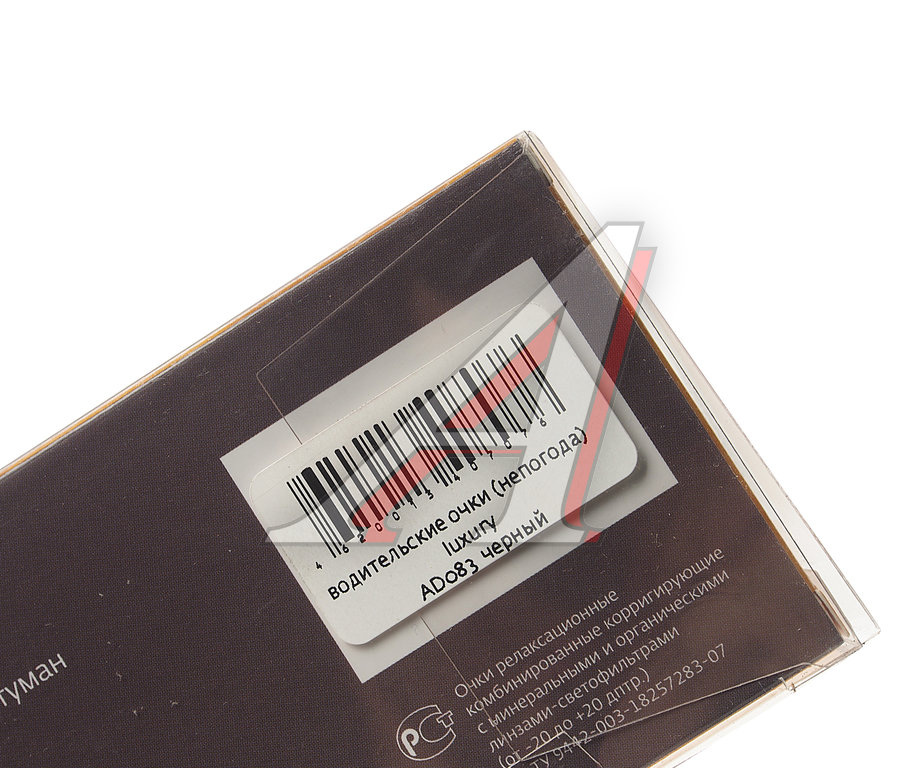 водительские очки (непогода)
luxury
AD083 черный
туман
Очки релаксационные
комбинированные корригирующие
с минеральными и органическими
линзами-светофильтрами
(от -20 до +20 дптр.)
ТУ 9442-003-18257283-07